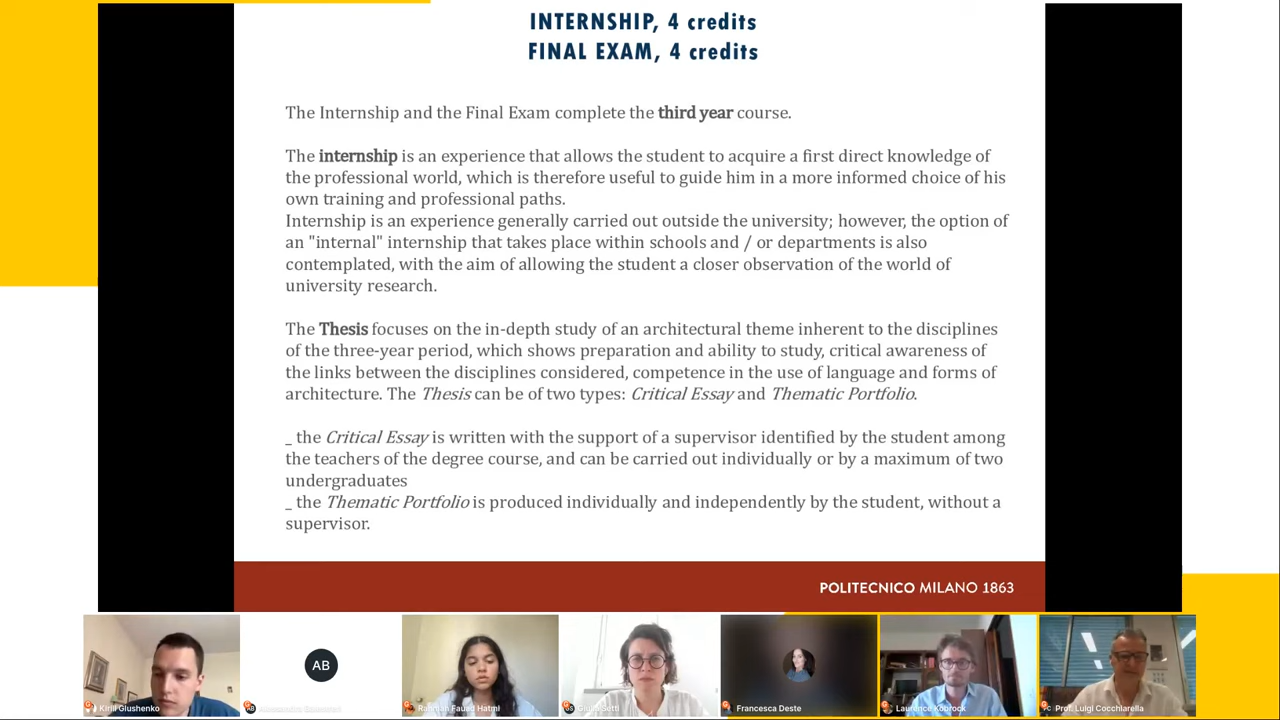 INTERNSHIP, 4 credits
FINAL EXAM, 4 credits
The Internship and the Final Exam complete the third year course.
The internship is an experience that allows the student to acquire a first direct knowledge of
the professional world, which is therefore useful to guide him in a more informed choice of his
own training and professional paths.
Internship is an experience generally carried out outside the university; however, the option of
an "internal" internship that takes place within schools and / or departments is also
contemplated, with the aim of allowing the student a closer observation of the world of
university research.
The Thesis focuses on the in-depth study of an architectural theme inherent to the disciplines
of the three-year period, which shows preparation and ability to study, critical awareness of
the links between the disciplines considered, competence in the use of language and forms of
architecture. The Thesis can be of two types: Critical Essay and Thematic Portfolio.
_ the Critical Essay is written with the support of a supervisor identified by the student among
the teachers of the degree course, and can be carried out individually or by a maximum of two
undergraduates
_ the Thematic Portfolio is produced individually and independently by the student, without a
supervisor.
POLITECNICO MILANO 1863
AB
Kirill Glushenko
Rahman Fauad Hatmi
Francesca Deste
Laurence Kobrock
Prof. Luigi Cocchiarella